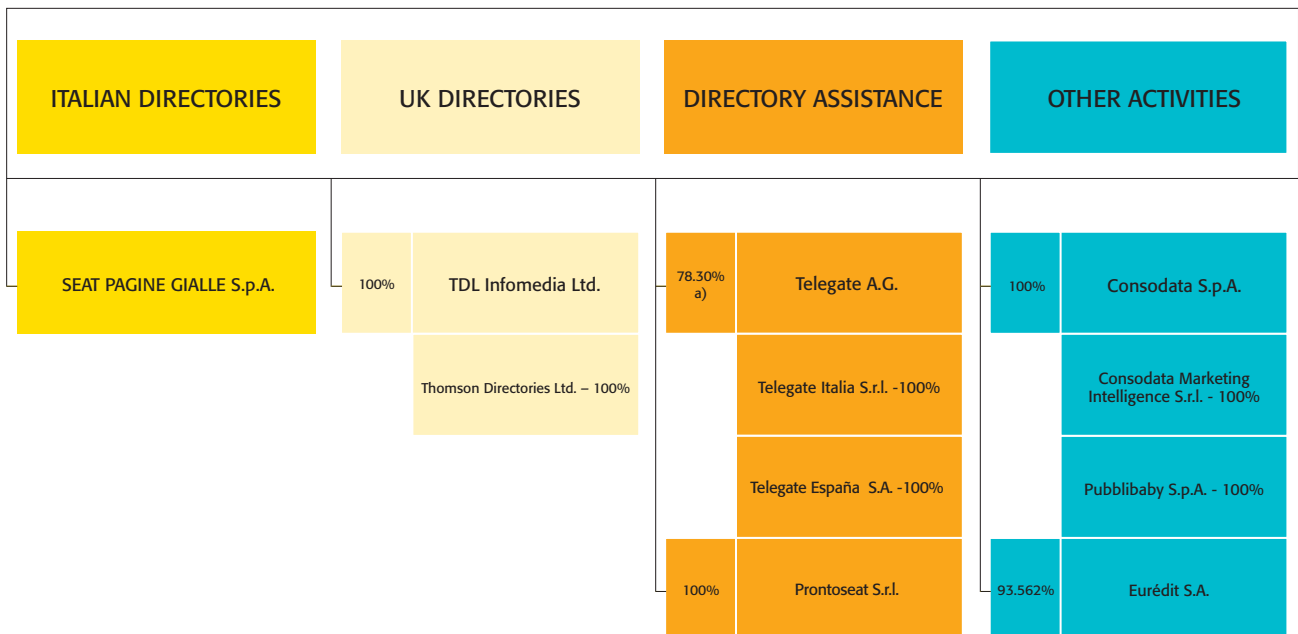 ITALIAN DIRECTORIES
UK DIRECTORIES
DIRECTORY ASSISTANCE
OTHER ACTIVITIES
SEAT PAGINE GIALLE S.p.A.
100%
TDL Infomedia Ltd.
78.30%
a)
Telegate A.G.
100%
Consodata S.p.A.
Thomson Directories Ltd. – 100%
Telegate Italia S.r.l. -100%
Consodata Marketing
Intelligence S.r.l. - 100%
Telegate España S.A. -100%
Pubblibaby S.p.A. - 100%
100%
Prontoseat S.r.l.
93.562%
Eurédit S.A.